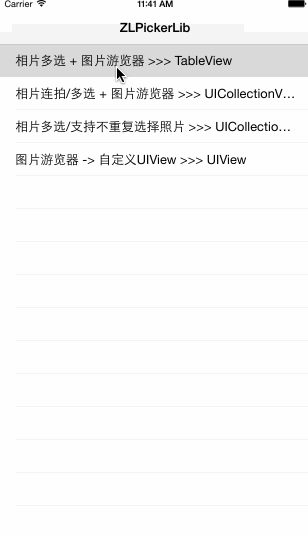 Carrier 11:41 AM
ZLPickerLib
相片多选 + 图片游览器 >>> TableView
相片连拍/多选 + 图片游览器 >>> UICollectionV...
相片多选/支持不重复选择照片 >>> UICollectio...
图片游览器 -> 自定义UIView >>> UIView